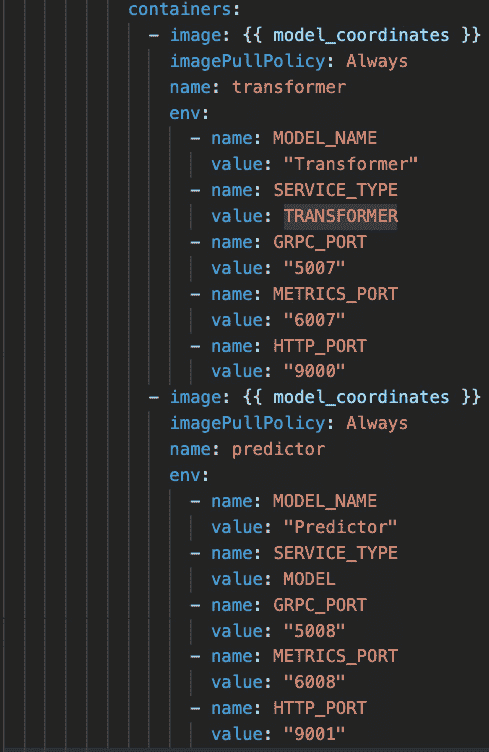 containers:
- image: {{ model_coordinates }}
imagePullPolicy: Always
name: transformer
env:
- name: MODEL_NAME
value: "Transformer"
- name: SERVICE_TYPE
value: TRANSFORMER
- name: GRPC_PORT
value: "5007"
- name: METRICS_PORT
value: "6007"
- name: HTTP_PORT
value: "9000"
- image: {{ model_coordinates }}
imagePullPolicy: Always
name: predictor
env:
- name: MODEL_NAME
value: "Predictor"
- name: SERVICE_TYPE
value: MODEL
- name: GRPC_PORT
value: "5008"
- name: METRICS_PORT
value: "6008"
- name: HTTP_PORT
value: "9001"